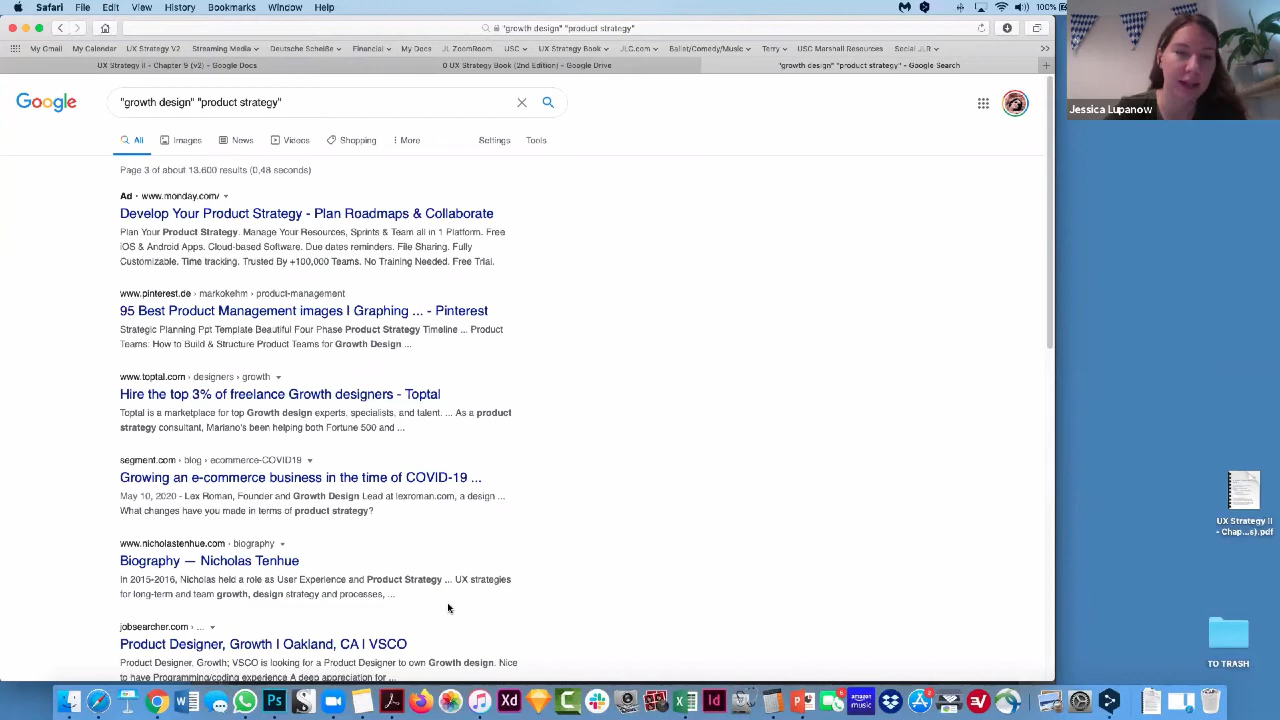 Safari File Edit View History Bookmarks Window Help 100%
"growth design" "product strategy"
My Gmail My Calendar UX Strategy V2 Streaming Media Deutsche Scheiße Financial My Docs JL ZoomRoom USC UX Strategy Book JLG.com Ballet/Comedy/Music Terry USC Marshall Resources Social JLR
UX Strategy II - Chapter 9 (v2) - Google Docs 0 UX Strategy Book (2nd Edition) - Google Drive "growth design" "product strategy" - Google Search
Google "growth design" "product strategy"
Jessica Lupanow
All Images News Videos Shopping More Settings Tools
Page 3 of about 13.600 results (0,48 seconds)
Ad · www.monday.com/
Develop Your Product Strategy - Plan Roadmaps & Collaborate
Plan Your Product Strategy. Manage Your Resources, Sprints & Team all in 1 Platform. Free
iOS & Android Apps. Cloud-based Software. Due dates reminders. File Sharing. Fully
Customizable. Time tracking. Trusted By +100,000 Teams. No Training Needed. Free Trial.
www.pinterest.de › markokehm › product-management
95 Best Product Management images | Graphing ... - Pinterest
Strategic Planning Ppt Template Beautiful Four Phase Product Strategy Timeline ... Product
Teams: How to Build & Structure Product Teams for Growth Design ...
www.toptal.com › designers › growth
Hire the top 3% of freelance Growth designers - Toptal
Toptal is a marketplace for top Growth design experts, specialists, and talent. ... As a product
strategy consultant, Mariano's been helping both Fortune 500 and ...
segment.com › blog › ecommerce-COVID19
Growing an e-commerce business in the time of COVID-19 ...
May 10, 2020 - Lex Roman, Founder and Growth Design Lead at lexroman.com, a design ...
What changes have you made in terms of product strategy?
www.nicholastenhue.com › biography
Biography — Nicholas Tenhue
In 2015-2016, Nicholas held a role as User Experience and Product Strategy ... UX strategies
for long-term and team growth, design strategy and processes, ...
jobsearcher.com › ...
Product Designer, Growth | Oakland, CA | VSCO
Product Designer, Growth; VSCO is looking for a Product Designer to own Growth design. Nice
to have Programming/coding experience A deep appreciation for ...
UX Strategy II
- Chap...s).pdf
TO TRASH
Ps
Xd
Id
amazon
music